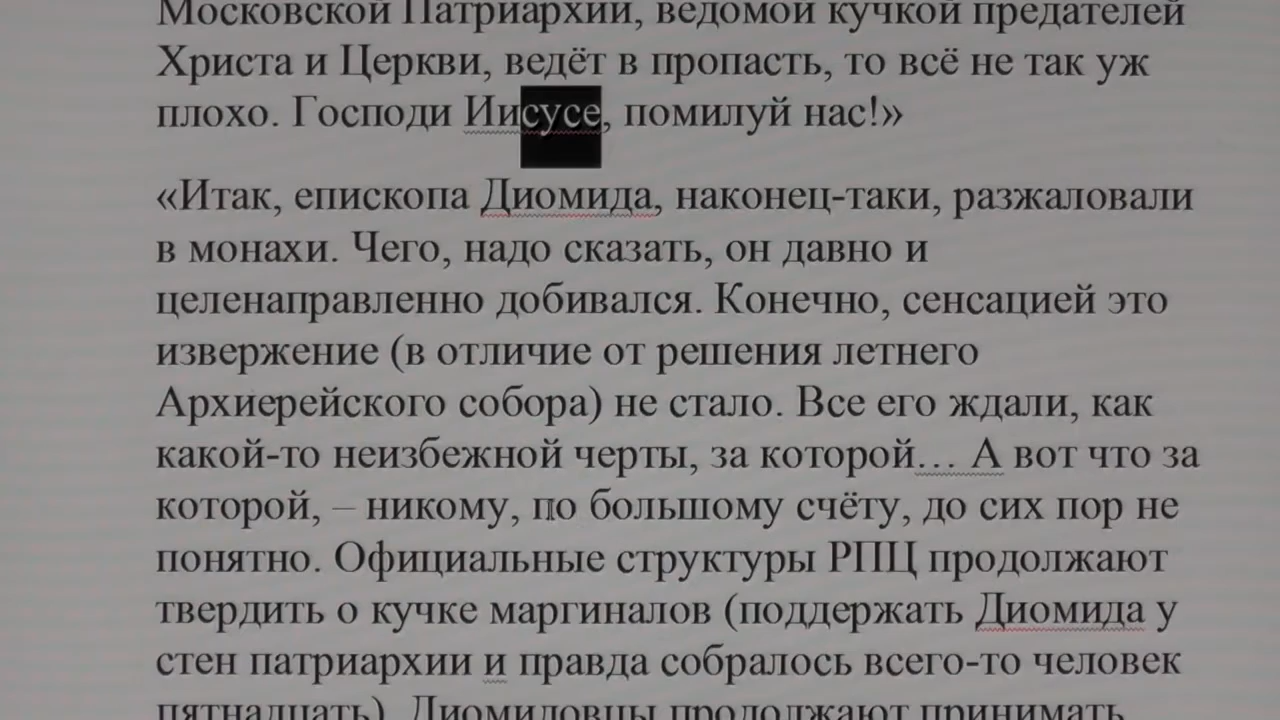 Московской Патриархии, ведомой кучкой предателей
Христа и Церкви, ведёт в пропасть, то всё не так уж
плохо. Господи Иисусе, помилуй нас!»
«Итак, епископа Диомида, наконец-таки, разжаловали
в монахи. Чего, надо сказать, он давно и
целенаправленно добивался. Конечно, сенсацией это
извержение (в отличие от решения летнего
Архиерейского собора) не стало. Все его ждали, как
какой-то неизбежной черты, за которой… А вот что за
которой, – никому, по большому счёту, до сих пор не
понятно. Официальные структуры РПЦ продолжают
твердить о кучке маргиналов (поддержать Диомида у
стен патриархии и правда собралось всего-то человек
пятнадцать). Диомидовцы продолжают принимать